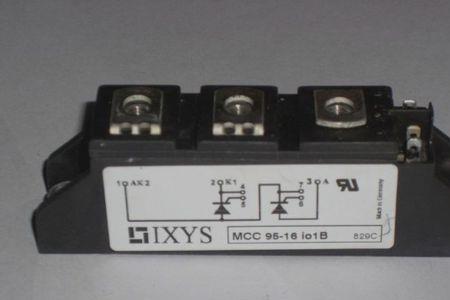 1 AK2 2 K1 3 A
4 7
5 6
IXYS MCC 95-16 io1B 829C
Made in Germany